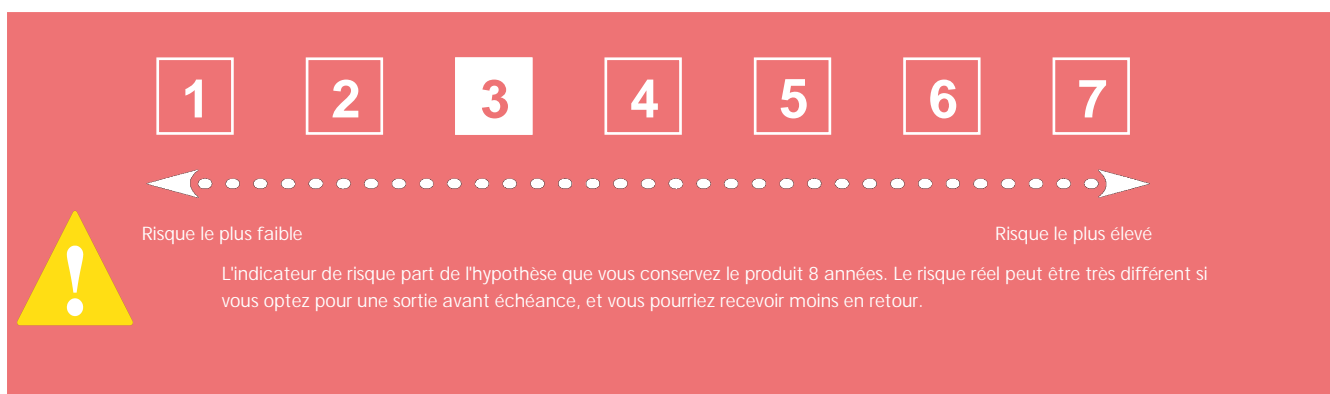 1 2 3 4 5 6 7
Risque le plus faible Risque le plus élevé
!
L'indicateur de risque part de l'hypothèse que vous conservez le produit 8 années. Le risque réel peut être très différent si
vous optez pour une sortie avant échéance, et vous pourriez recevoir moins en retour.